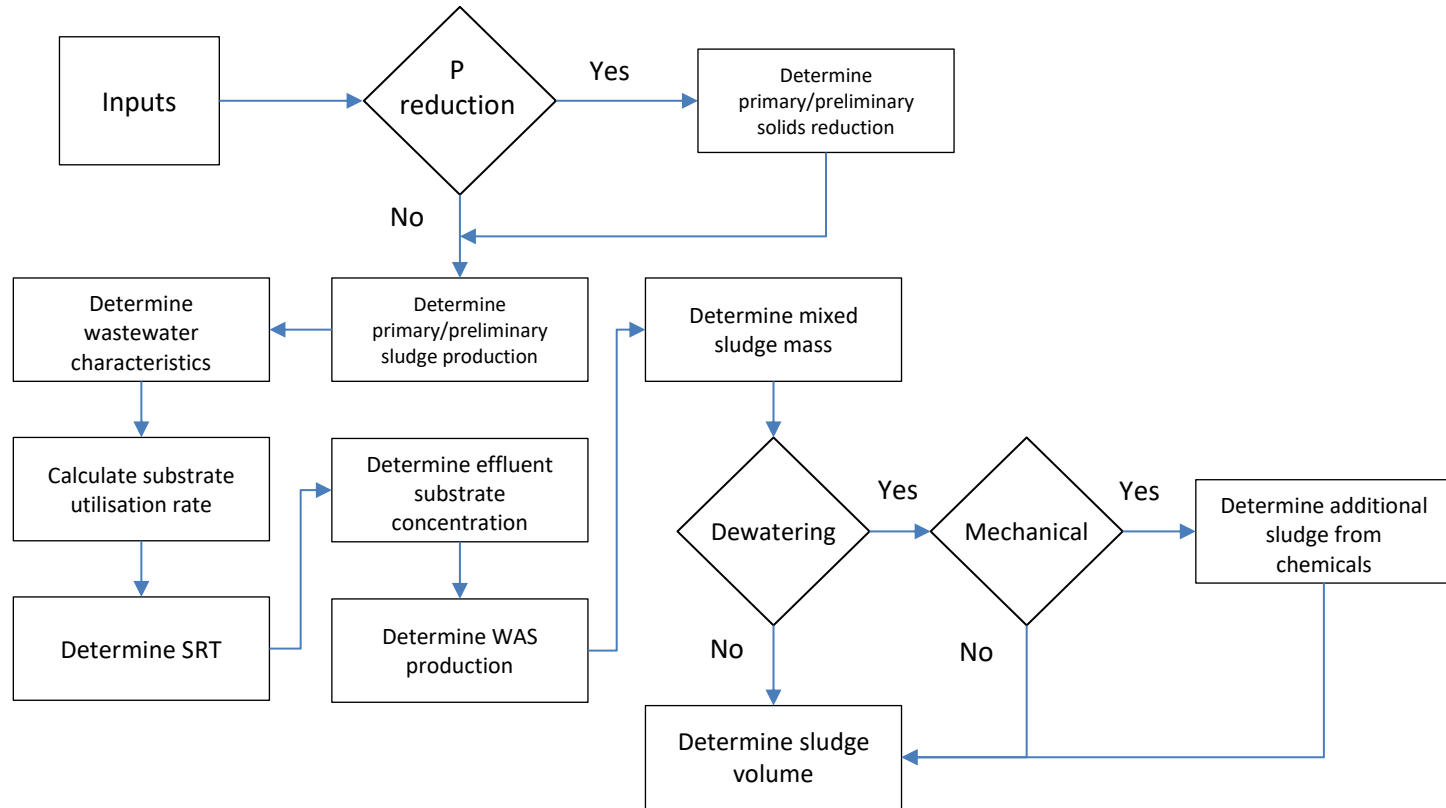 Inputs
P
reduction
Yes
Determine
primary/preliminary
solids reduction
No
Determine
wastewater
characteristics
Determine
primary/preliminary
sludge production
Determine mixed
sludge mass
Calculate substrate
utilisation rate
Determine effluent
substrate
concentration
Dewatering
Yes
Mechanical
Yes
Determine additional
sludge from
chemicals
Determine SRT
Determine WAS
production
No
No
Determine sludge
volume